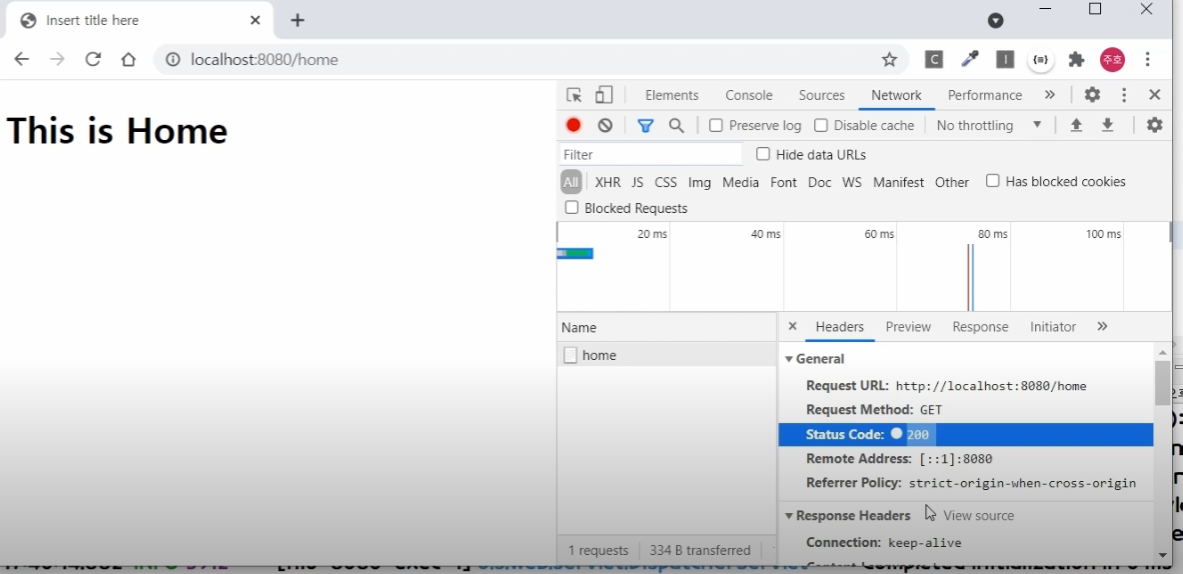 Insert title here
localhost:8080/home
주호
This is Home
Elements Console Sources Network Performance
Preserve log Disable cache No throttling
Filter Hide data URLs
All XHR JS CSS Img Media Font Doc WS Manifest Other Has blocked cookies
Blocked Requests
20 ms 40 ms 60 ms 80 ms 100 ms
Name
home
1 requests 334 B transferred
Headers Preview Response Initiator
General
Request URL: http://localhost:8080/home
Request Method: GET
Status Code: 200
Remote Address: [::1]:8080
Referrer Policy: strict-origin-when-cross-origin
Response Headers View source
Connection: keep-alive